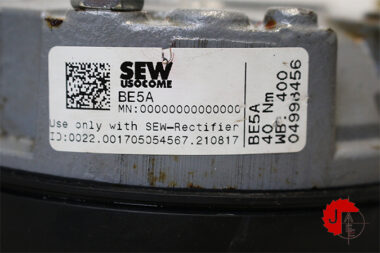 SEW
USOCOME
BE5A
MN:00000000000000
Use only with SEW-Rectifier
ID:0022.001705054567.210817
BE5A
40 Nm
WB: 400
04998456